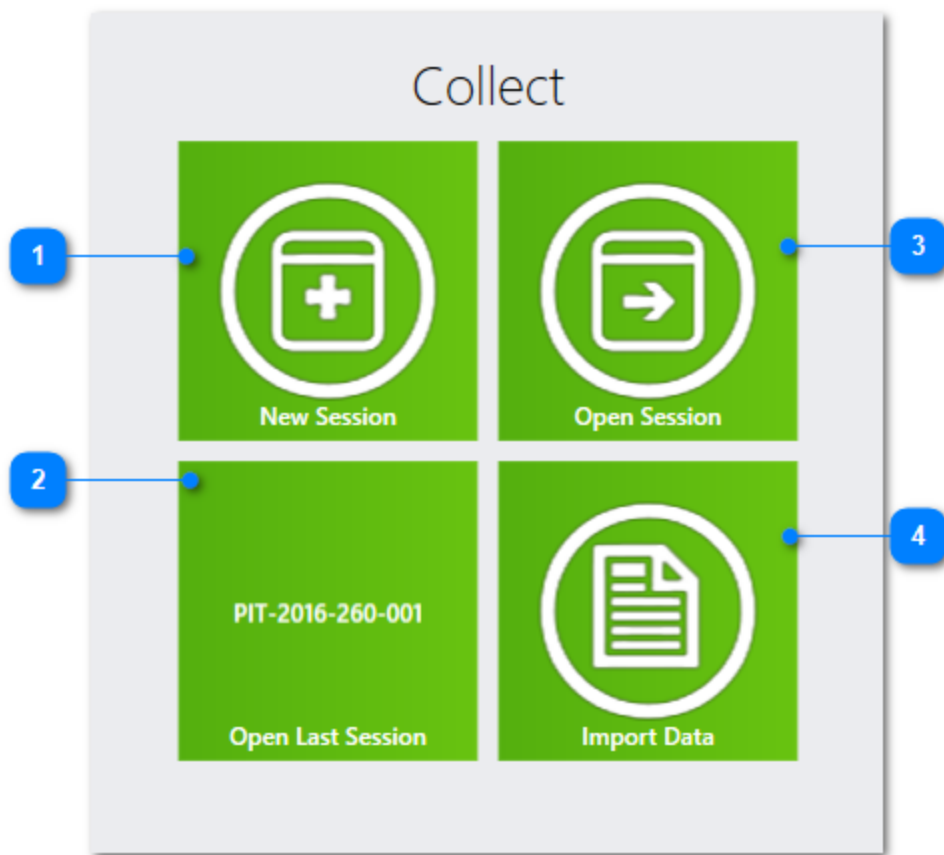 Collect
1
New Session
3
Open Session
2
PIT-2016-260-001
Open Last Session
4
Import Data